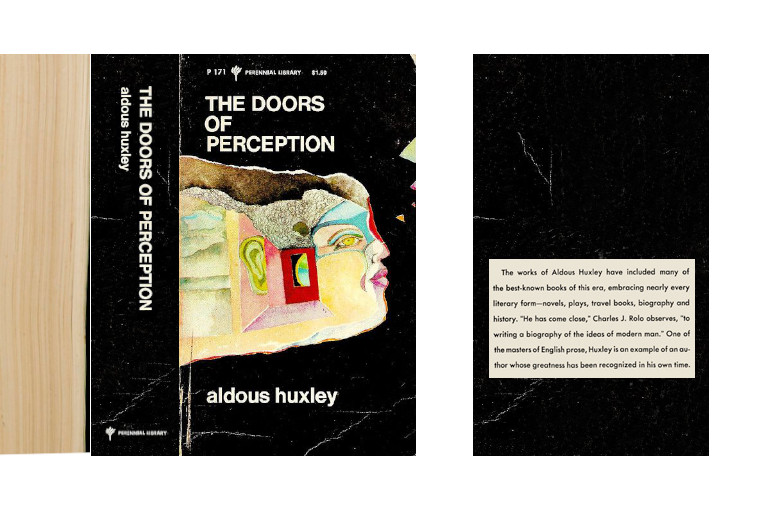 THE DOORS OF PERCEPTION
aldous huxley
PERENNIAL LIBRARY
P 171 PERENNIAL LIBRARY $1.50
THE DOORS
OF
PERCEPTION
aldous huxley
The works of Aldous Huxley have included many of
the best-known books of this era, embracing nearly every
literary form—novels, plays, travel books, biography and
history. "He has come close," Charles J. Rolo observes, "to
writing a biography of the ideas of modern man." One of
the masters of English prose, Huxley is an example of an au-
thor whose greatness has been recognized in his own time.